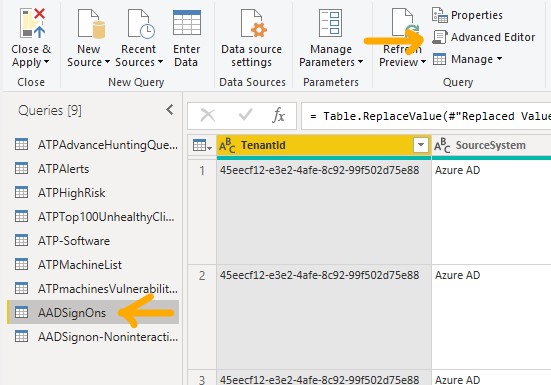 Close &
Apply
New
Source
Recent
Sources
Enter
Data
Data source
settings
Manage
Parameters
Refresh
Preview
Properties
Advanced Editor
Manage
Close
New Query
Data Sources
Parameters
Query
Queries [9]
= Table.ReplaceValue(#"Replaced Value
ATPAdvanceHuntingQue...
ATPAlerts
ATPHighRisk
ATPTop100UnhealthyCli...
ATP-Software
ATPMachineList
ATPmachinesVulnerabilit...
AADSignOns
AADSignon-Noninteracti...
ABC TenantId
ABC SourceSystem
1 45eecf12-e3e2-4afe-8c92-99f502d75e88 Azure AD
2 45eecf12-e3e2-4afe-8c92-99f502d75e88 Azure AD
3 45eecf12-e3e2-4afe-8c92-99f502d75e88 Azure AD